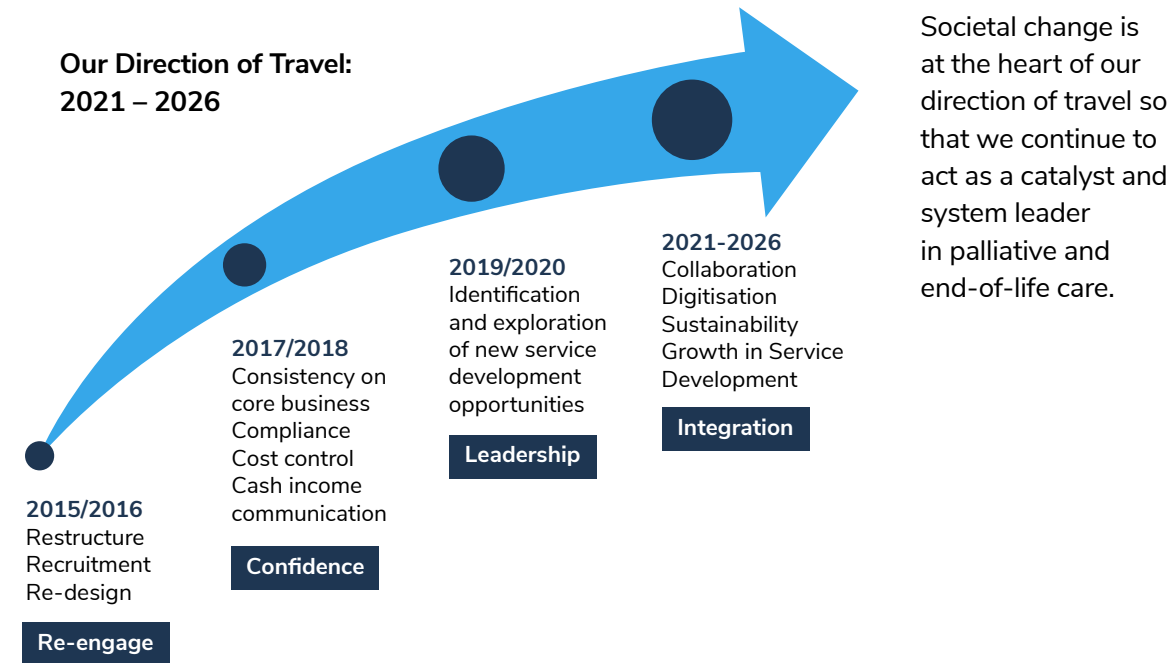 Our Direction of Travel:
2021 – 2026
Societal change is
at the heart of our
direction of travel so
that we continue to
act as a catalyst and
system leader
in palliative and
end-of-life care.
2015/2016
Restructure
Recruitment
Re-design
Re-engage
2017/2018
Consistency on
core business
Compliance
Cost control
Cash income
communication
Confidence
2019/2020
Identification
and exploration
of new service
development
opportunities
Leadership
2021-2026
Collaboration
Digitisation
Sustainability
Growth in Service
Development
Integration